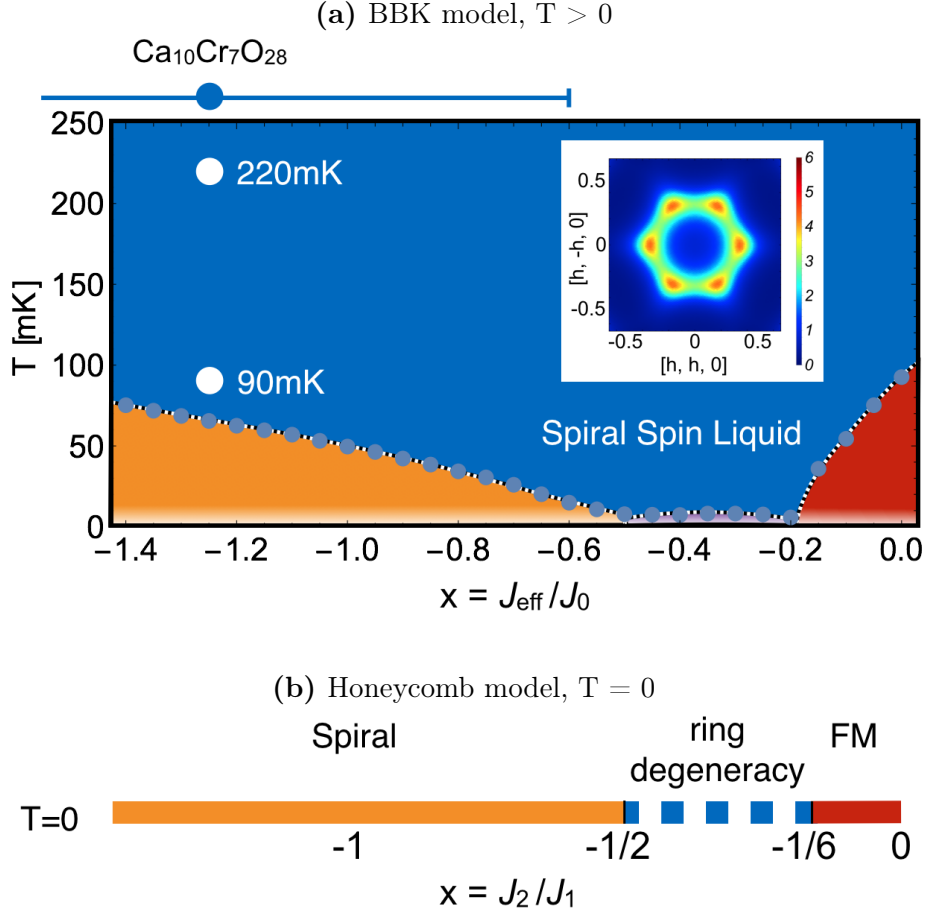 (a) BBK model, T > 0
Ca₁₀Cr₇O₂₈
250
200
150
100
50
0
T [mK]
220mK
90mK
Spiral Spin Liquid
0.5
0
-0.5
[h, -h, 0]
-0.5 0 0.5
[h, h, 0]
6
5
4
3
2
1
0
−1.4 −1.2 −1.0 −0.8 −0.6 −0.4 −0.2 0.0
x = J_eff/J₀
(b) Honeycomb model, T = 0
Spiral ring degeneracy FM
T=0
-1 -1/2 -1/6 0
x = J₂/J₁